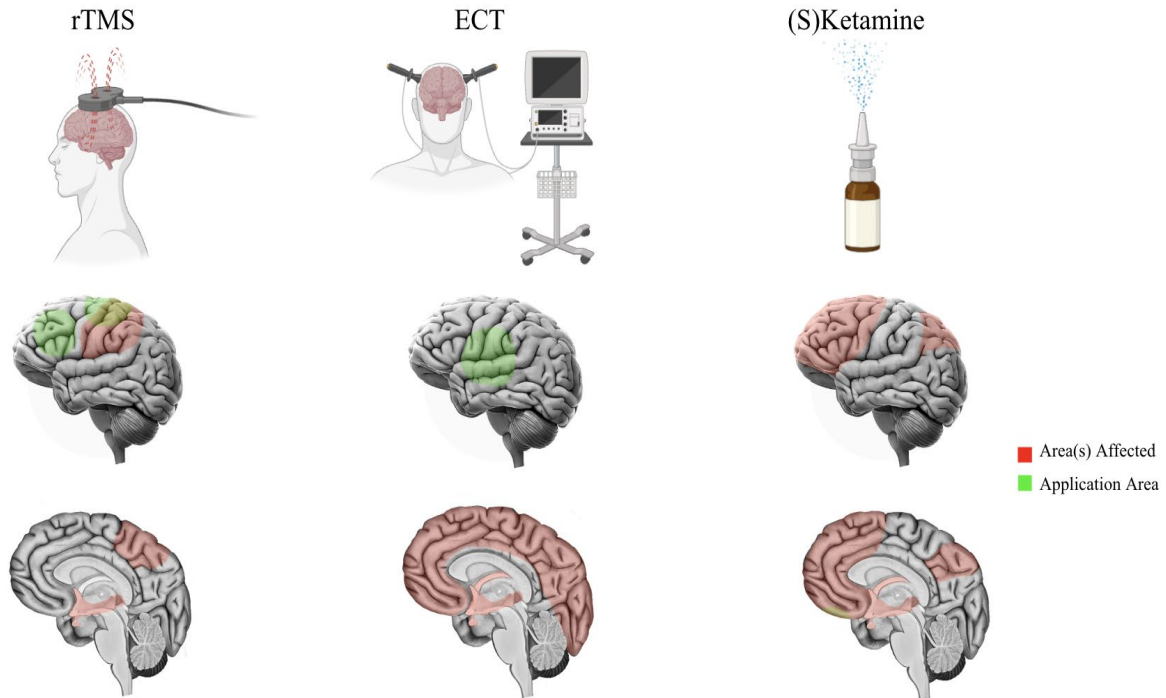 rTMS
ECT
(S)Ketamine
Area(s) Affected
Application Area